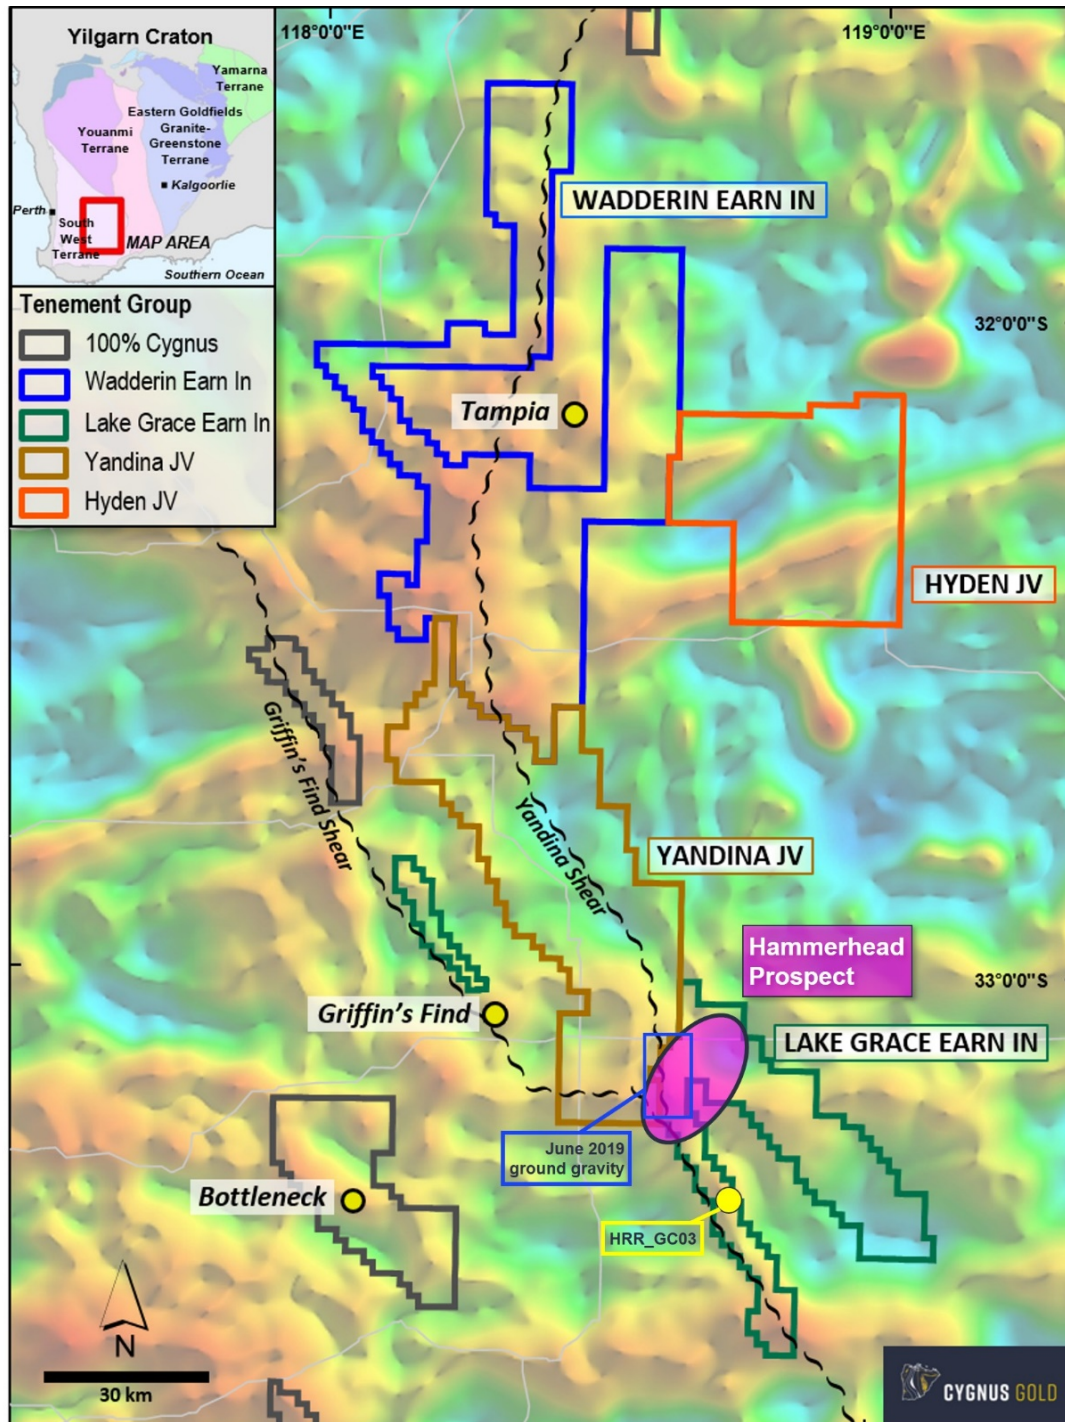 Yilgarn Craton
Yamarna
Terrane
Eastern Goldfields
Granite-
Greenstone
Terrane
Youanmi
Terrane
Kalgoorlie
Perth
South
West
Terrane
MAP AREA
Southern Ocean
118°0'0"E
119°0'0"E
Tenement Group
100% Cygnus
Wadderin Earn In
Lake Grace Earn In
Yandina JV
Hyden JV
WADDERIN EARN IN
32°0'0"S
Tampia
HYDEN JV
Griffin's Find Shear
Yandina Shear
YANDINA JV
Hammerhead
Prospect
33°0'0"S
Griffin's Find
LAKE GRACE EARN IN
June 2019
ground gravity
Bottleneck
HRR_GC03
N
30 km
CYGNUS GOLD